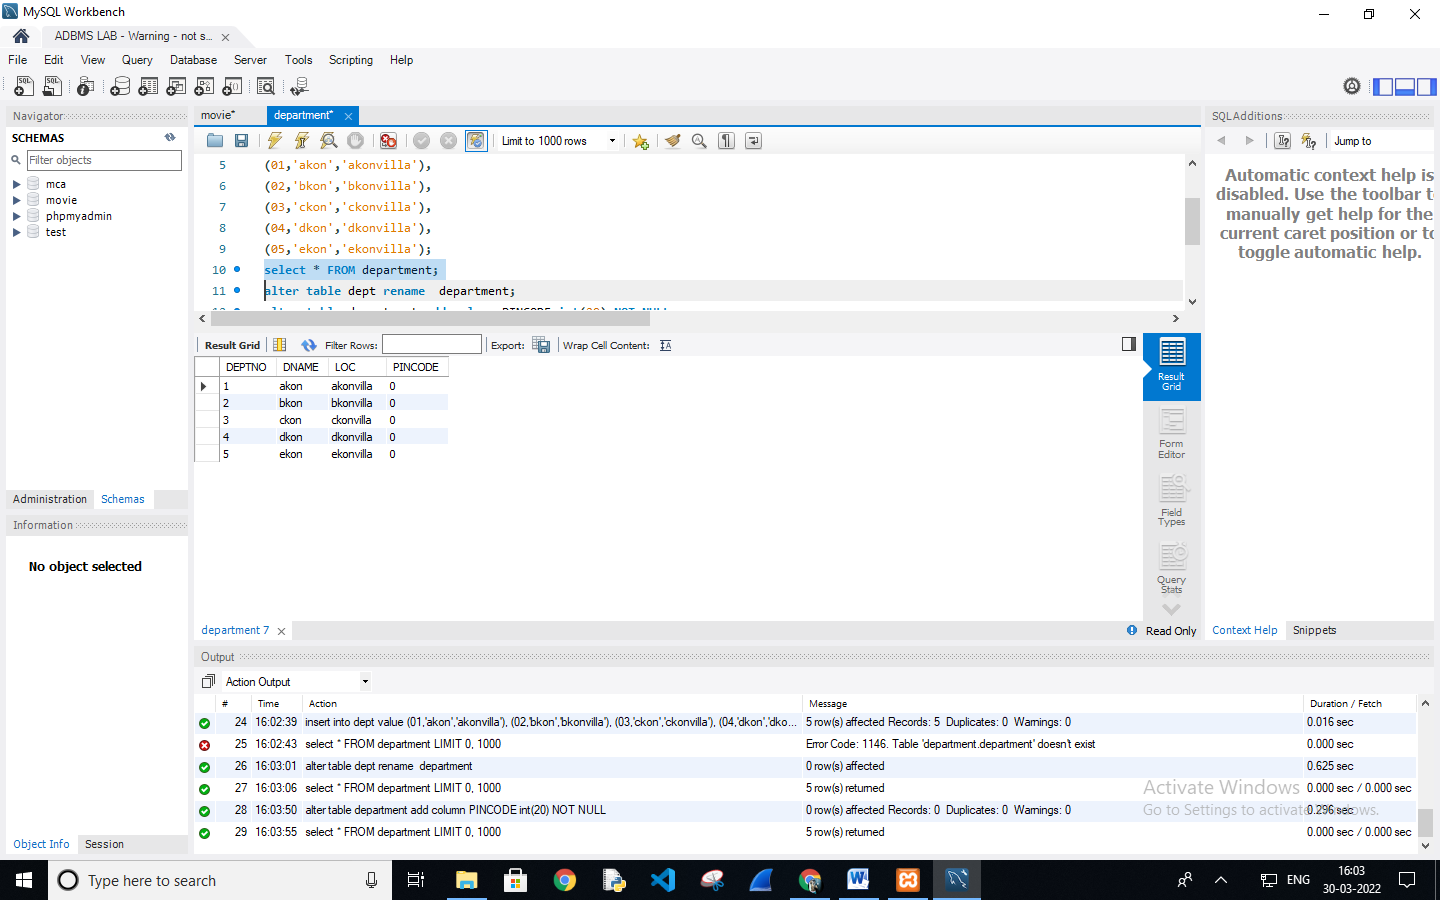 MySQL Workbench
ADBMS LAB - Warning - not s...
File Edit View Query Database Server Tools Scripting Help
Navigator
SCHEMAS
Filter objects
mca
movie
phpmyadmin
test
Administration Schemas
Information
No object selected
Object Info Session
movie* department*
Limit to 1000 rows
5 (01,'akon','akonvilla'),
6 (02,'bkon','bkonvilla'),
7 (03,'ckon','ckonvilla'),
8 (04,'dkon','dkonvilla'),
9 (05,'ekon','ekonvilla');
10 select * FROM department;
11 alter table dept rename  department;
Result Grid Filter Rows: Export: Wrap Cell Content:
DEPTNO DNAME LOC PINCODE
1 akon akonvilla 0
2 bkon bkonvilla 0
3 ckon ckonvilla 0
4 dkon dkonvilla 0
5 ekon ekonvilla 0
Result
Grid
Form
Editor
Field
Types
Query
Stats
department 7
Read Only
SQLAdditions
Jump to
Automatic context help is
disabled. Use the toolbar t
manually get help for the
current caret position or to
toggle automatic help.
Context Help Snippets
Output
Action Output
# Time Action Message Duration / Fetch
24 16:02:39 insert into dept value (01,'akon','akonvilla'), (02,'bkon','bkonvilla'), (03,'ckon','ckonvilla'), (04,'dkon','dko... 5 row(s) affected Records: 5 Duplicates: 0 Warnings: 0 0.016 sec
25 16:02:43 select * FROM department LIMIT 0, 1000 Error Code: 1146. Table 'department.department' doesn't exist 0.000 sec
26 16:03:01 alter table dept rename  department 0 row(s) affected 0.625 sec
27 16:03:06 select * FROM department LIMIT 0, 1000 5 row(s) returned 0.000 sec / 0.000 sec
28 16:03:50 alter table department add column PINCODE int(20) NOT NULL 0 row(s) affected Records: 0 Duplicates: 0 Warnings: 0 0.296 sec
29 16:03:55 select * FROM department LIMIT 0, 1000 5 row(s) returned 0.000 sec / 0.000 sec
Activate Windows
Go to Settings to activate Windows.
Type here to search
ENG
16:03
30-03-2022